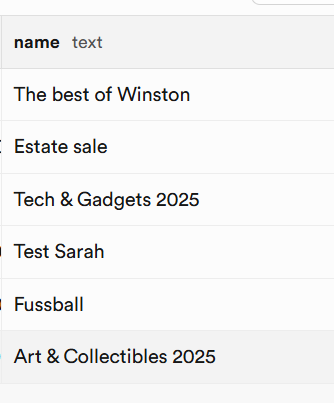 name text
The best of Winston
Estate sale
Tech & Gadgets 2025
Test Sarah
Fussball
Art & Collectibles 2025